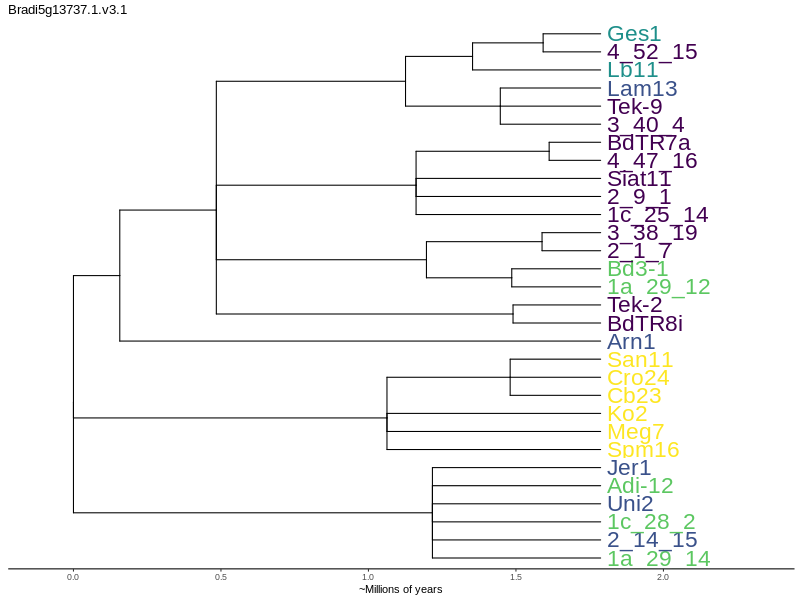 Bradi5g13737.1.v3.1
Ges1
4_52_15
Lb11
Lam13
Tek-9
3_40_4
BdTR7a
4_47_16
Siat11
2_9_1
1c_25_14
3_38_19
2_1_7
Bd3-1
1a_29_12
Tek-2
BdTR8i
Arn1
San11
Cro24
Cb23
Ko2
Meg7
Spm16
Jer1
Adi-12
Uni2
1c_28_2
2_14_15
1a_29_14
0.0 0.5 1.0 1.5 2.0
~Millions of years